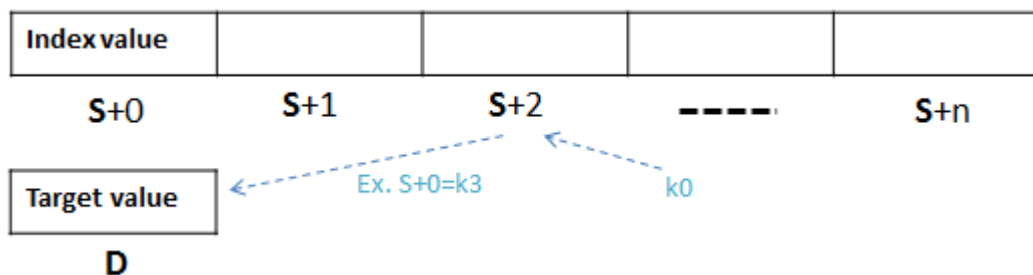 Index value
S+0 S+1 S+2 ----- S+n
Ex. S+0=k3 k0
Target value
D